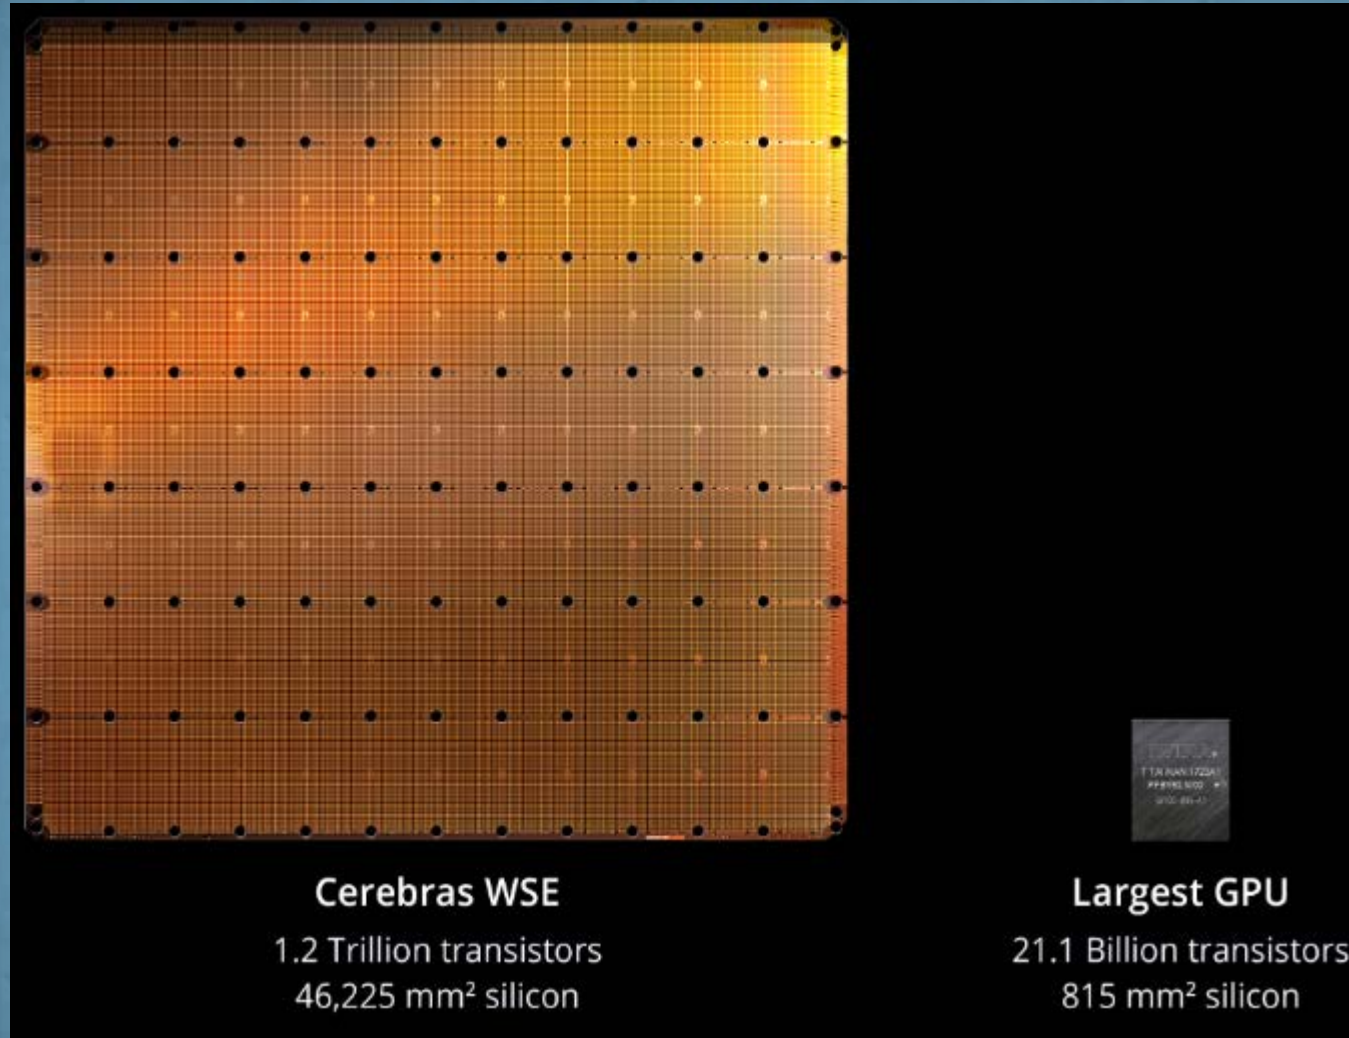 Cerebras WSE
1.2 Trillion transistors
46,225 mm² silicon
Largest GPU
21.1 Billion transistors
815 mm² silicon